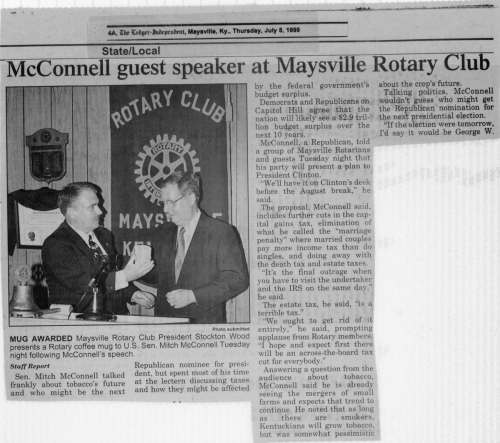 4A, The Ledger-Independent, Maysville, Ky., Thursday, July 8, 1999
State/Local
McConnell guest speaker at Maysville Rotary Club
ROTARY CLUB
ROTARY
MAYSVILLE
KE
Photo submitted
MUG AWARDED Maysville Rotary Club President Stockton Wood
presents a Rotary coffee mug to U.S. Sen. Mitch McConnell Tuesday
night following McConnell's speech.
Staff Report
Sen. Mitch McConnell talked
frankly about tobacco's future
and who might be the next
Republican nominee for presi-
dent, but spent most of his time
at the lectern discussing taxes
and how they might be affected
by the federal government's
budget surplus.
Democrats and Republicans on
Capitol Hill agree that the
nation will likely see a $2.9 tril-
lion budget surplus over the
next 10 years.
McConnell, a Republican, told
a group of Maysville Rotarians
and guests Tuesday night that
his party will present a plan to
President Clinton.
"We'll have it on Clinton's desk
before the August break," he
said.
The proposal, McConnell said,
includes further cuts in the cap-
ital gains tax, elimination of
what he called the "marriage
penalty" where married couples
pay more income tax than do
singles, and doing away with
the death tax and estate taxes.
"It's the final outrage when
you have to visit the undertaker
and the IRS on the same day,"
he said.
The estate tax, he said, "is a
terrible tax."
"We ought to get rid of it
entirely," he said, prompting
applause from Rotary members.
"I hope and expect first there
will be an across-the-board tax
cut for everybody."
Answering a question from the
audience about tobacco,
McConnell said he is already
seeing the mergers of small
farms and expects that trend to
continue. He noted that as long
as there are smokers,
Kentuckians will grow tobacco,
but was somewhat pessimistic
about the crop's future.
Talking politics, McConnell
wouldn't guess who might get
the Republican nomination for
the next presidential election.
"If the election were tomorrow,
I'd say it would be George W.